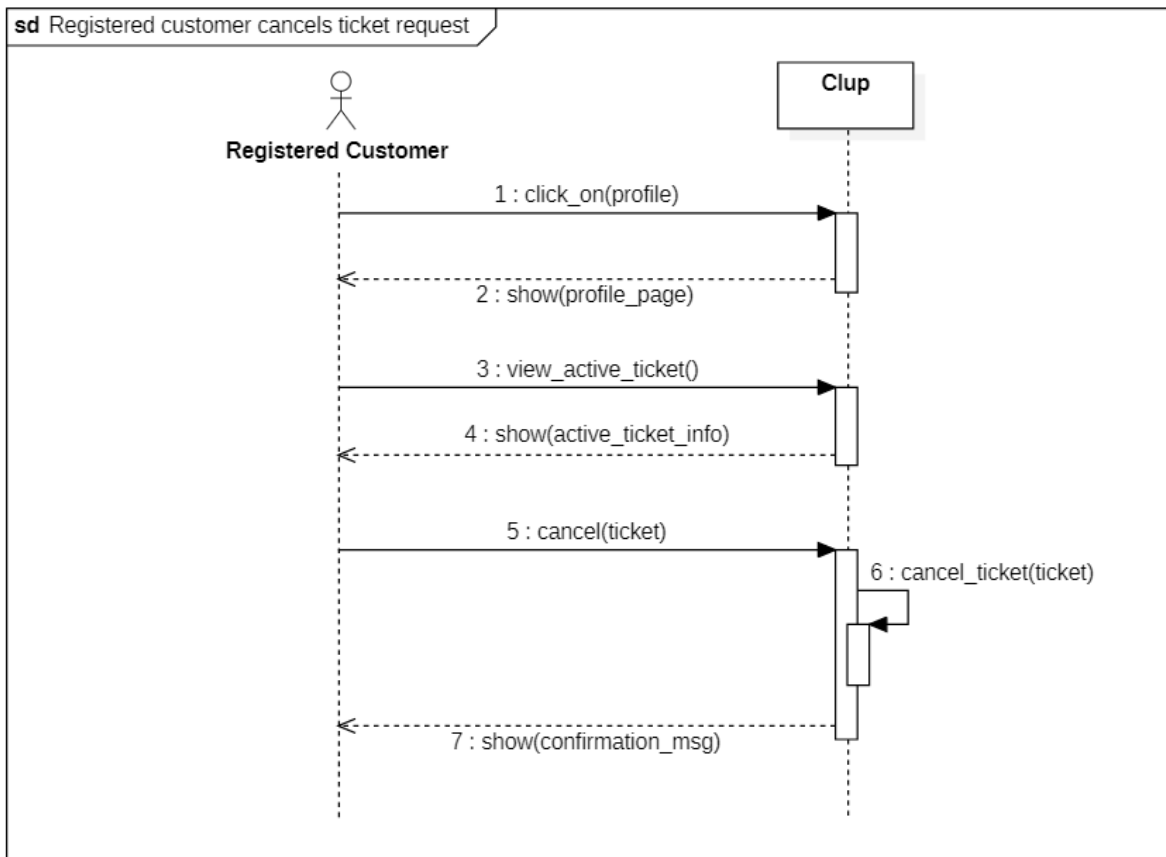 sd Registered customer cancels ticket request
Clup
Registered Customer
1 : click_on(profile)
2 : show(profile_page)
3 : view_active_ticket()
4 : show(active_ticket_info)
5 : cancel(ticket)
6 : cancel_ticket(ticket)
7 : show(confirmation_msg)